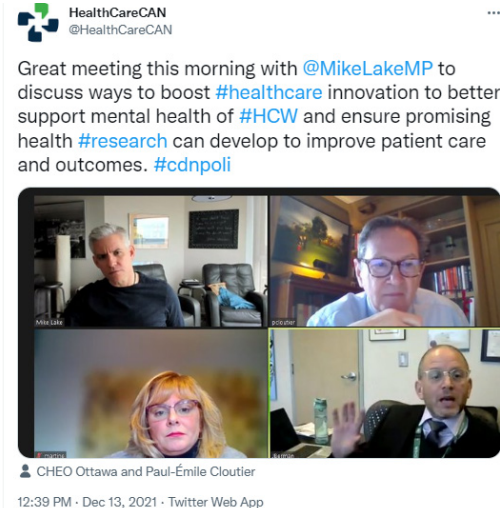 HealthCareCAN
@HealthCareCAN
Great meeting this morning with @MikeLakeMP to
discuss ways to boost #healthcare innovation to better
support mental health of #HCW and ensure promising
health #research can develop to improve patient care
and outcomes. #cdnpoli
Mike Lake
pcloutier
CHEO Ottawa and Paul-Émile Cloutier
12:39 PM · Dec 13, 2021 · Twitter Web App